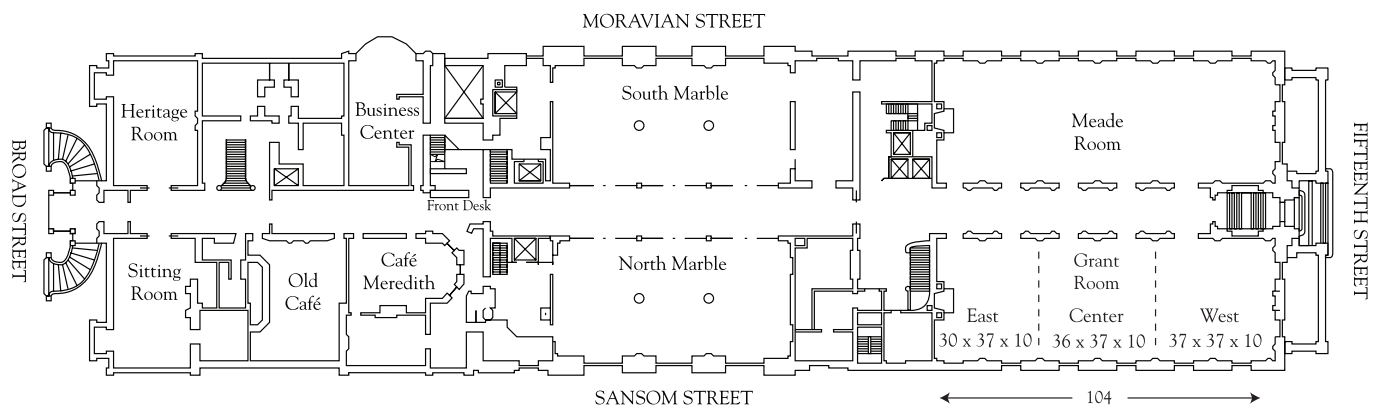 MORAVIAN STREET
BROAD STREET
Heritage
Room
Business
Center
South Marble
Meade
Room
FIFTEENTH STREET
Front Desk
Sitting
Room
Old
Café
Café
Meredith
North Marble
Grant
Room
East
30 x 37 x 10
Center
36 x 37 x 10
West
37 x 37 x 10
SANSOM STREET
104